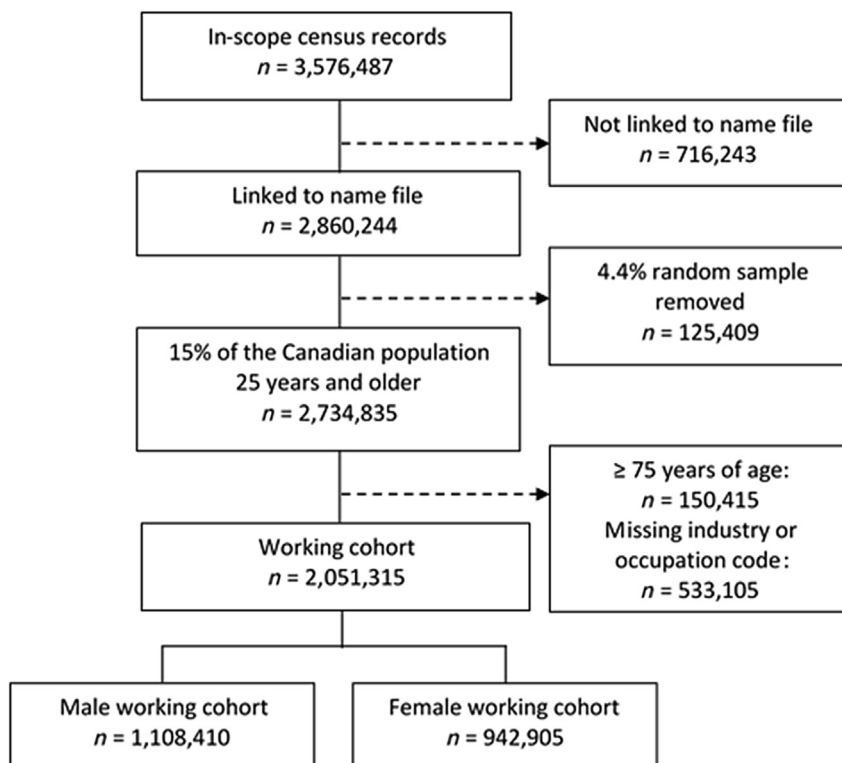 In-scope census records
n = 3,576,487
Not linked to name file
n = 716,243
Linked to name file
n = 2,860,244
4.4% random sample
removed
n = 125,409
15% of the Canadian population
25 years and older
n = 2,734,835
≥ 75 years of age:
n = 150,415
Missing industry or
occupation code:
n = 533,105
Working cohort
n = 2,051,315
Male working cohort
n = 1,108,410
Female working cohort
n = 942,905